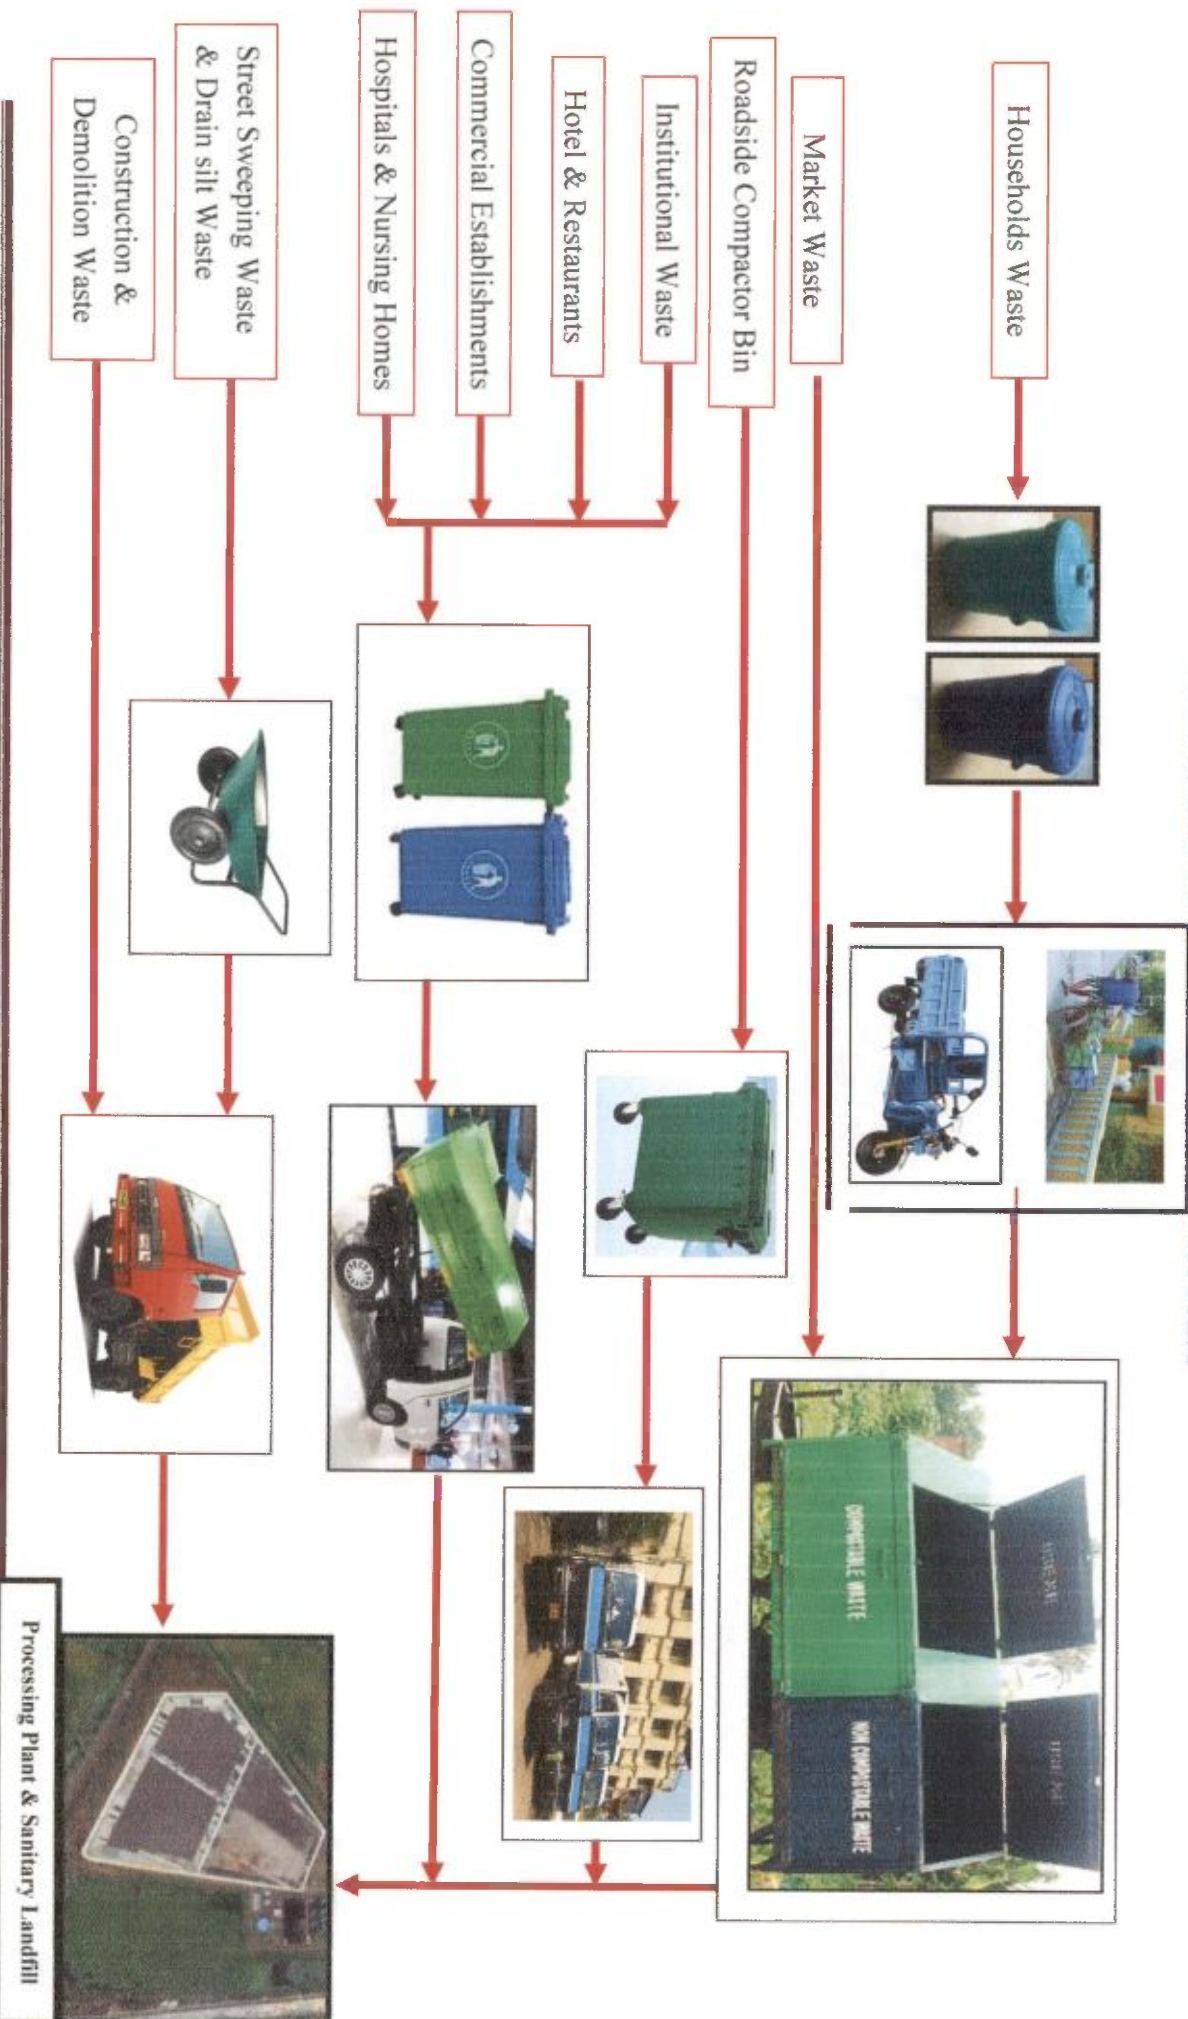 Households Waste
Market Waste
Roadside Compactor Bin
Institutional Waste
Hotel & Restaurants
Commercial Establishments
Hospitals & Nursing Homes
Street Sweeping Waste
& Drain silt Waste
Construction &
Demolition Waste
COMPOSTABLE WASTE
NON COMPOSTABLE WASTE
Processing Plant & Sanitary Landfill